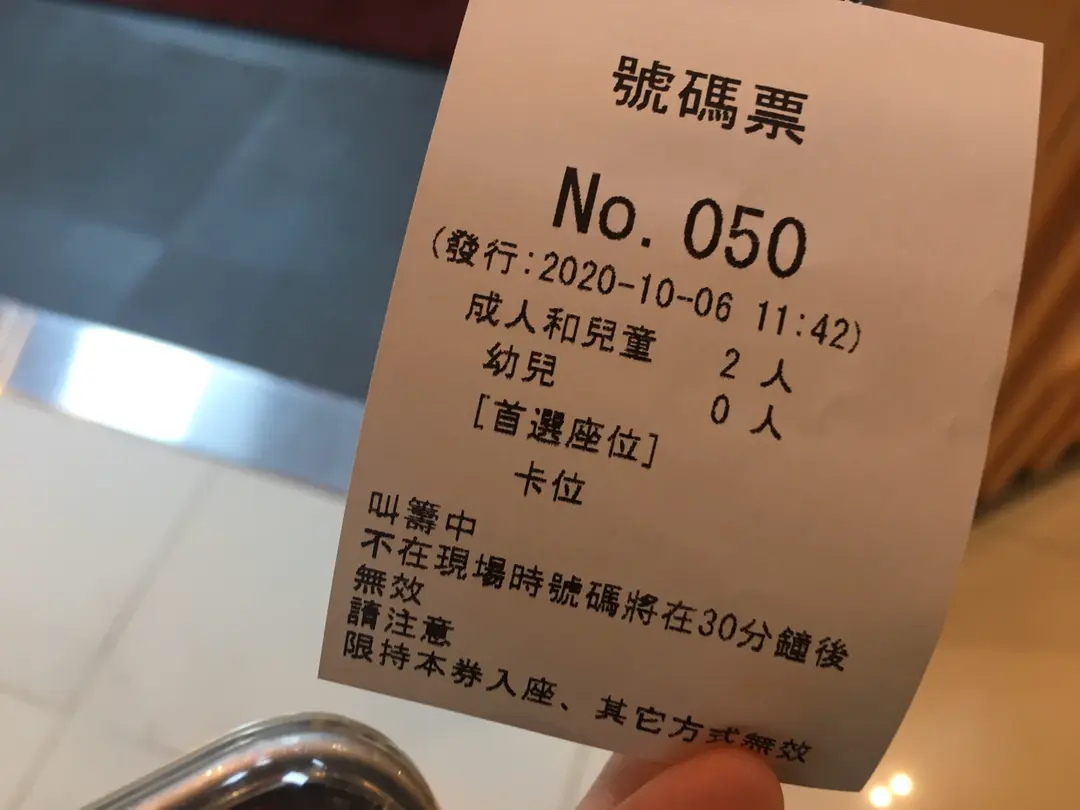 號碼票
No. 050
(發行:2020-10-06 11:42)
成人和兒童 2 人
幼兒 0 人
[首選座位]
卡位
叫籌中
不在現場時號碼將在30分鐘後
無效
請注意
限持本券入座、其它方式無效